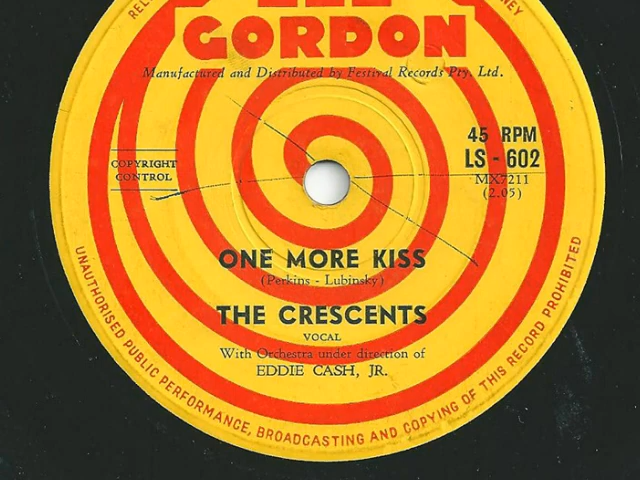 GORDON
Manufactured and Distributed by Festival Records Pty. Ltd.
45 RPM
LS - 602
MX7211
(2.05)
COPYRIGHT
CONTROL
ONE MORE KISS
(Perkins - Lubinsky)
THE CRESCENTS
VOCAL
With Orchestra under direction of
EDDIE CASH, JR.
UNAUTHORISED PUBLIC PERFORMANCE, BROADCASTING AND COPYING OF THIS RECORD PROHIBITED